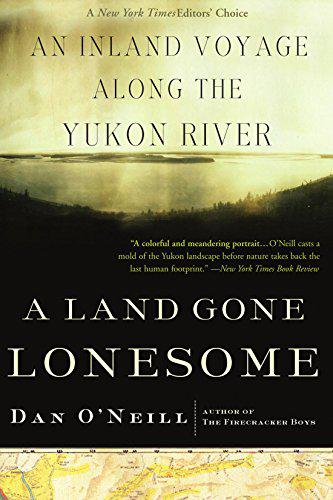 A New York Times Editors' Choice
AN INLAND VOYAGE
ALONG THE
YUKON RIVER
"A colorful and meandering portrait…O'Neill casts a
mold of the Yukon landscape before nature takes back the
last human footprint." —New York Times Book Review
A LAND GONE
LONESOME
DAN O'NEILL
AUTHOR OF
THE FIRECRACKER BOYS